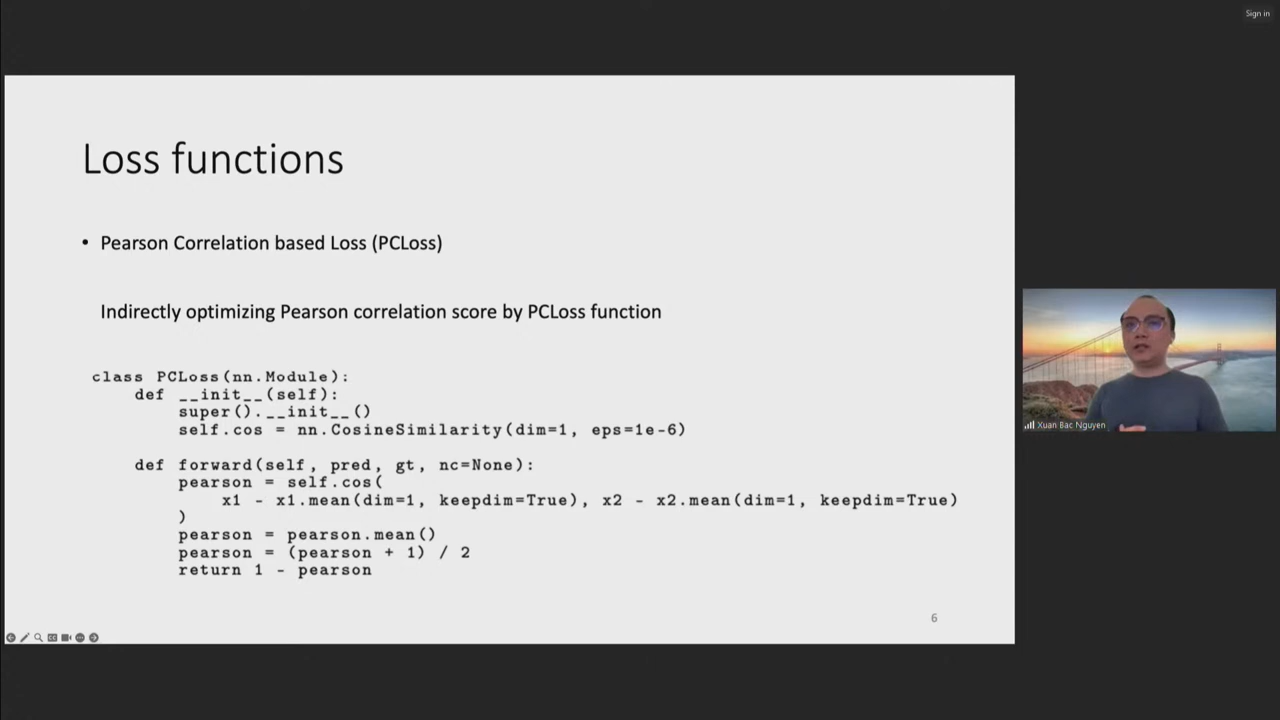 Sign in
Loss functions
• Pearson Correlation based Loss (PCLoss)
Indirectly optimizing Pearson correlation score by PCLoss function
class PCLoss(nn.Module):
    def __init__(self):
        super().__init__()
        self.cos = nn.CosineSimilarity(dim=1, eps=1e-6)
    def forward(self, pred, gt, nc=None):
        pearson = self.cos(
            x1 - x1.mean(dim=1, keepdim=True), x2 - x2.mean(dim=1, keepdim=True)
        )
        pearson = pearson.mean()
        pearson = (pearson + 1) / 2
        return 1 - pearson
6
Xuan Bac Nguyen